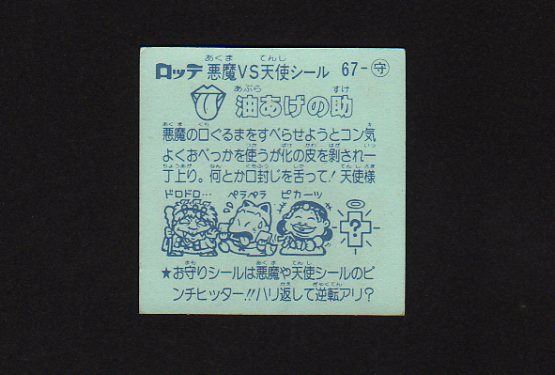 ロッテ 悪魔VS天使シール 67-守
油あげの助
悪魔の口ぐるまをすべらせようとコン気
よくおべっかを使うが化の皮を剥され一
丁上り。何とか口封じを舌って!天使様
ドロドロ… ペラペラ ピカーッ
?
★お守りシールは悪魔や天使シールのピ
ンチヒッター!!ハリ返して逆転アリ?